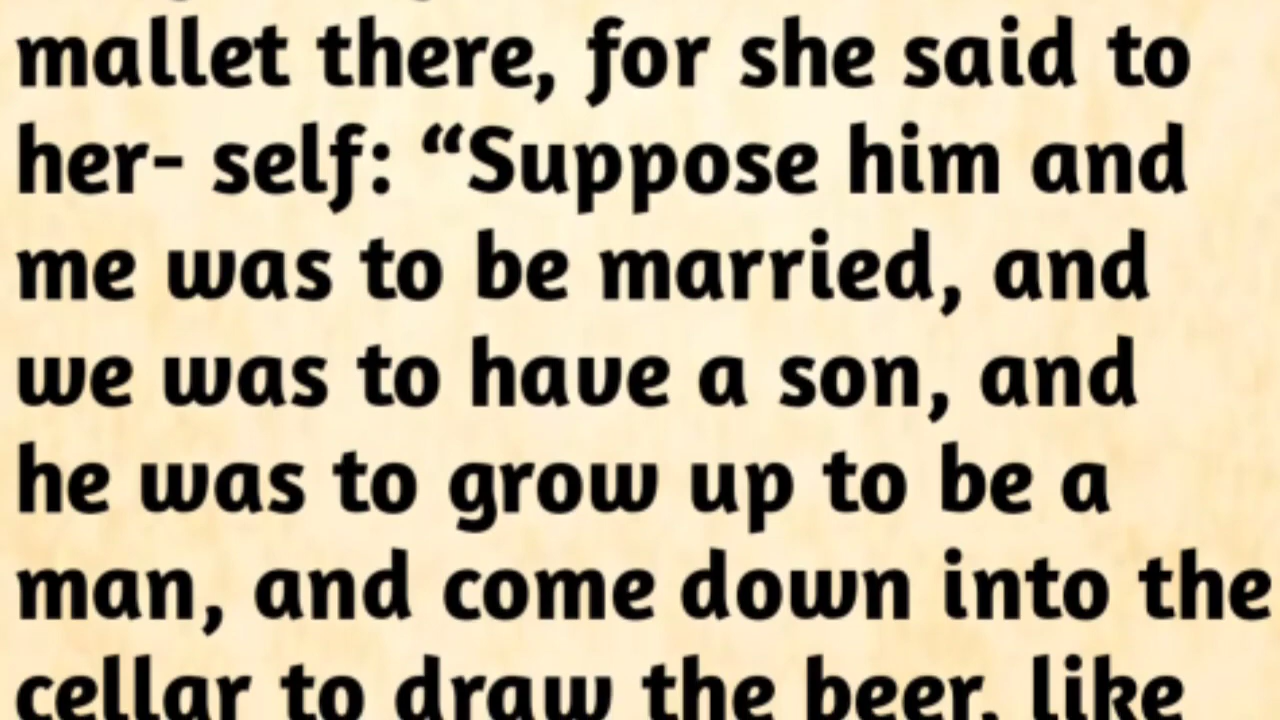 mallet there, for she said to
her- self: “Suppose him and
me was to be married, and
we was to have a son, and
he was to grow up to be a
man, and come down into the
cellar to draw the beer, like